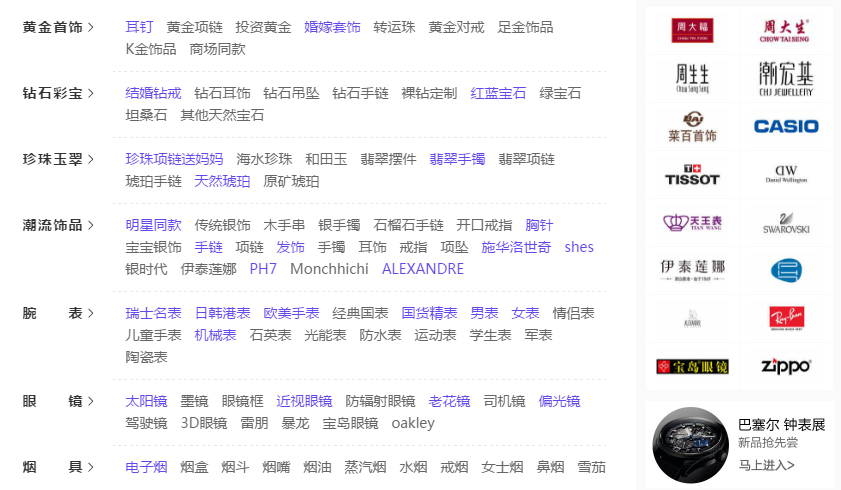 黄金首饰 >
耳钉 黄金项链 投资黄金 婚嫁套饰 转运珠 黄金对戒 足金饰品
K金饰品 商场同款
钻石彩宝 >
结婚钻戒 钻石耳饰 钻石吊坠 钻石手链 裸钻定制 红蓝宝石 绿宝石
坦桑石 其他天然宝石
珍珠玉翠 >
珍珠项链送妈妈 海水珍珠 和田玉 翡翠摆件 翡翠手镯 翡翠项链
琥珀手链 天然琥珀 原矿琥珀
潮流饰品 >
明星同款 传统银饰 木手串 银手镯 石榴石手链 开口戒指 胸针
宝宝银饰 手链 项链 发饰 手镯 耳饰 戒指 项坠 施华洛世奇 shes
银时代 伊泰莲娜 PH7 Monchhichi ALEXANDRE
腕 表 >
瑞士名表 日韩港表 欧美手表 经典国表 国货精表 男表 女表 情侣表
儿童手表 机械表 石英表 光能表 防水表 运动表 学生表 军表
陶瓷表
眼 镜 >
太阳镜 墨镜 眼镜框 近视眼镜 防辐射眼镜 老花镜 司机镜 偏光镜
驾驶镜 3D眼镜 雷朋 暴龙 宝岛眼镜 oakley
烟 具 >
电子烟 烟盒 烟斗 烟嘴 烟油 蒸汽烟 水烟 戒烟 女士烟 鼻烟 雪茄
周大福
CHOW TAI FOOK
周大生
CHOW TAI SENG
周生生
Chow Sang Sang
潮宏基
CHJ JEWELLERY
菜百首饰
CASIO
TISSOT
DW
Daniel Wellington
天王表
TIAN WANG
SWAROVSKI
伊泰莲娜
Ray-Ban
宝岛眼镜
zippo
巴塞尔 钟表展
新品抢先尝
马上进入>